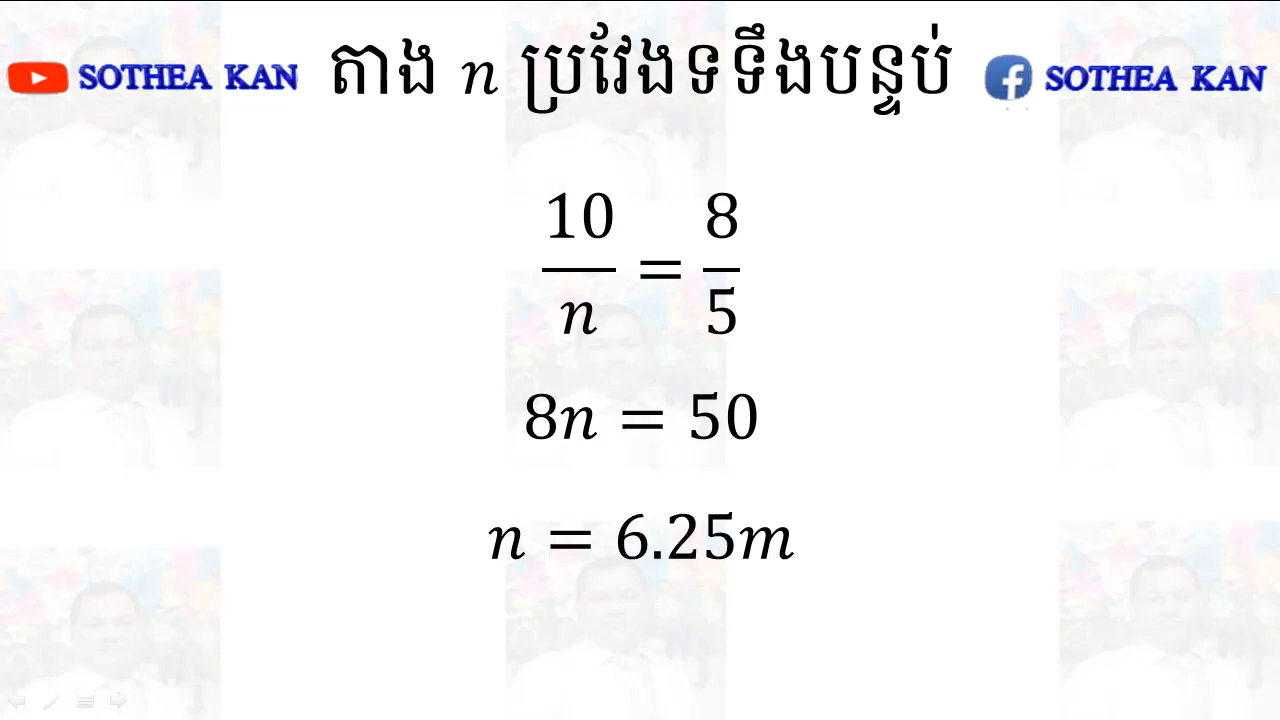 SOTHEA KAN តាង n ប្រវែងទទឹងបន្ទប់ SOTHEA KAN
10/n = 8/5
8n = 50
n = 6.25m